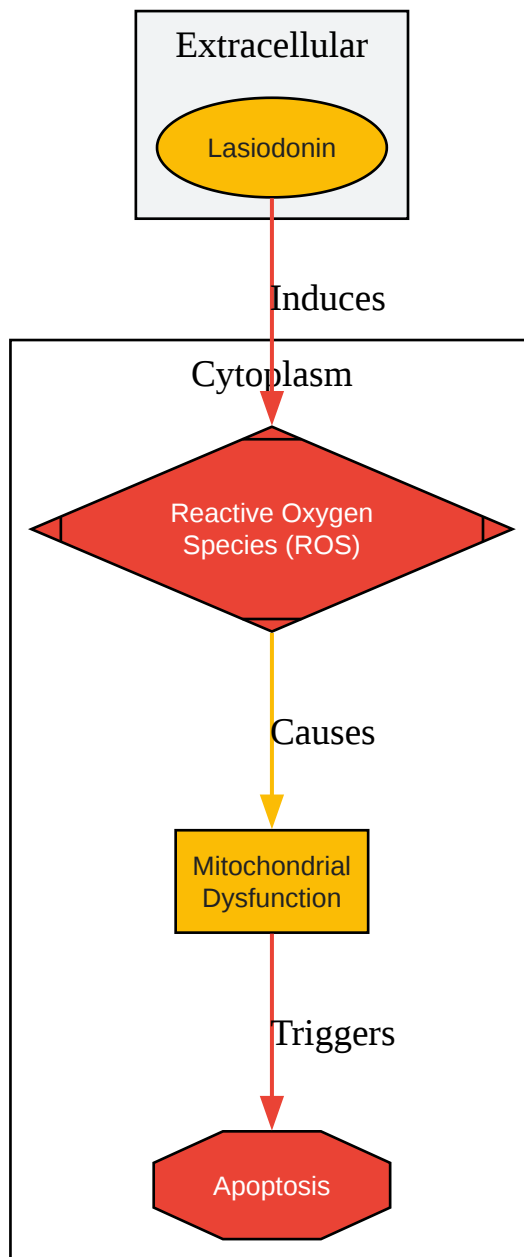 Extracellular
Lasiodonin
Induces
Cytoplasm
Reactive Oxygen
Species (ROS)
Causes
Mitochondrial
Dysfunction
Triggers
Apoptosis